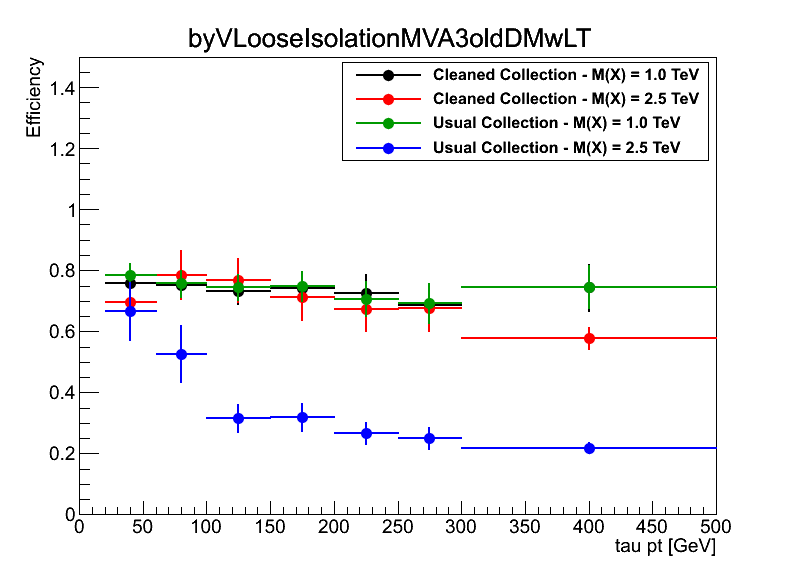 byVLooseIsolationMVA3oldDMwLT
Efficiency
Cleaned Collection - M(X) = 1.0 TeV
Cleaned Collection - M(X) = 2.5 TeV
Usual Collection - M(X) = 1.0 TeV
Usual Collection - M(X) = 2.5 TeV
1.4
1.2
1
0.8
0.6
0.4
0.2
0
0 50 100 150 200 250 300 350 400 450 500
tau pt [GeV]